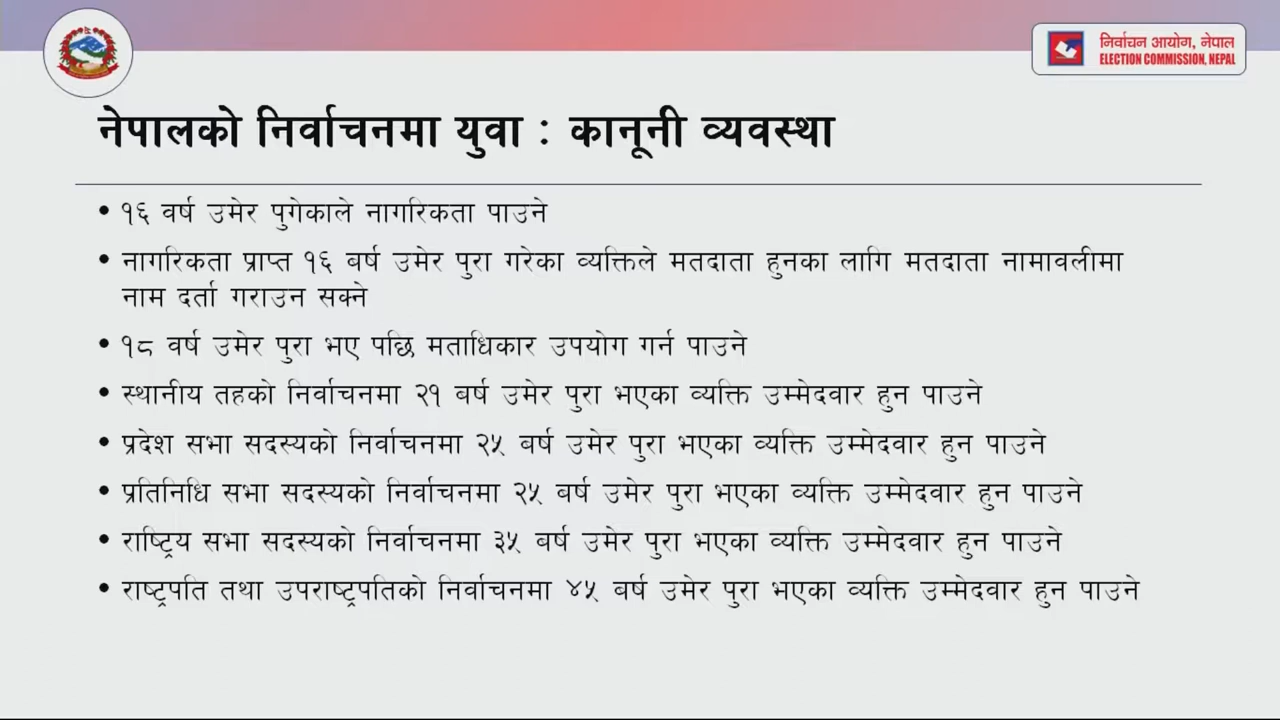 निर्वाचन आयोग, नेपाल
ELECTION COMMISSION, NEPAL
नेपालको निर्वाचनमा युवा : कानूनी व्यवस्था
• १६ वर्ष उमेर पुगेकाले नागरिकता पाउने
• नागरिकता प्राप्त १६ बर्ष उमेर पुरा गरेका व्यक्तिले मतदाता हुनका लागि मतदाता नामावलीमा
नाम दर्ता गराउन सक्ने
• १८ वर्ष उमेर पुरा भए पछि मताधिकार उपयोग गर्न पाउने
• स्थानीय तहको निर्वाचनमा २१ बर्ष उमेर पुरा भएका व्यक्ति उम्मेदवार हुन पाउने
• प्रदेश सभा सदस्यको निर्वाचनमा २५ बर्ष उमेर पुरा भएका व्यक्ति उम्मेदवार हुन पाउने
• प्रतिनिधि सभा सदस्यको निर्वाचनमा २५ बर्ष उमेर पुरा भएका व्यक्ति उम्मेदवार हुन पाउने
• राष्ट्रिय सभा सदस्यको निर्वाचनमा ३५ बर्ष उमेर पुरा भएका व्यक्ति उम्मेदवार हुन पाउने
• राष्ट्रपति तथा उपराष्ट्रपतिको निर्वाचनमा ४५ बर्ष उमेर पुरा भएका व्यक्ति उम्मेदवार हुन पाउने